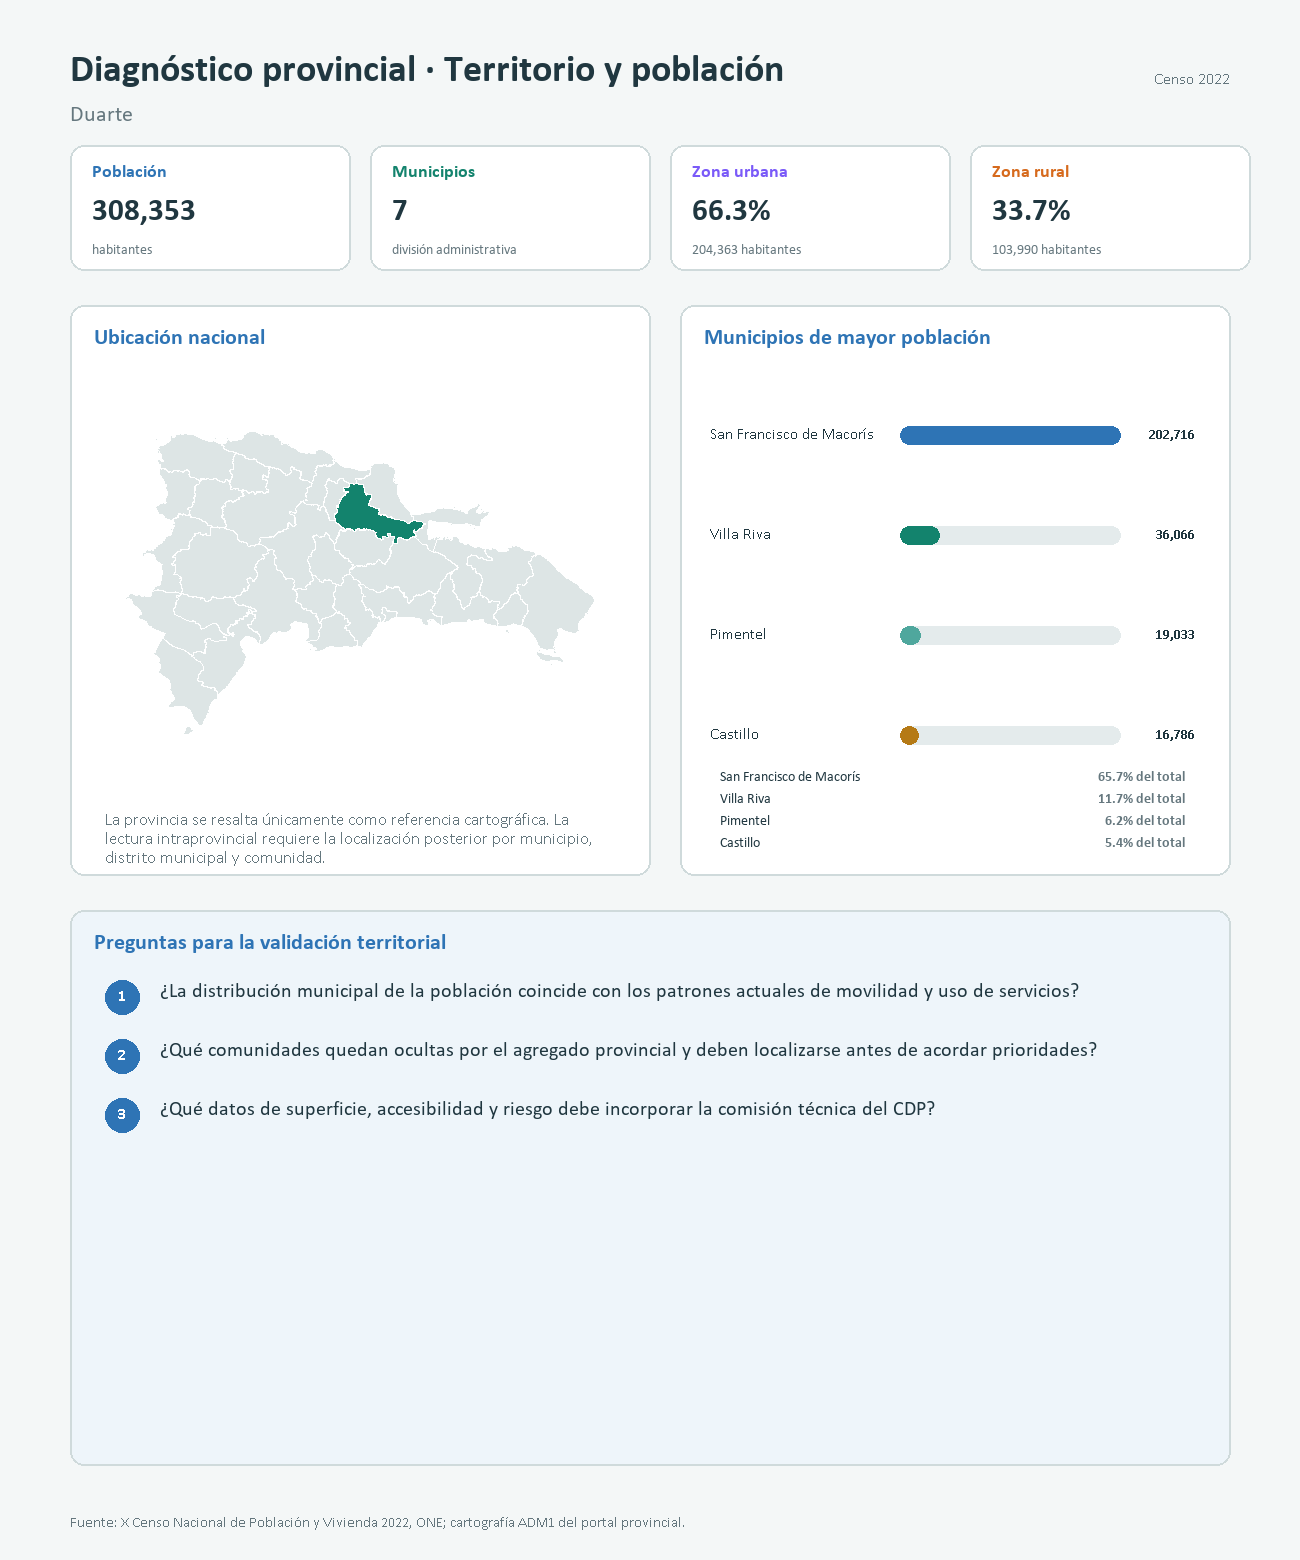 Diagnóstico provincial · Territorio y población
Censo 2022
Duarte
Población
308,353
habitantes
Municipios
7
división administrativa
Zona urbana
66.3%
204,363 habitantes
Zona rural
33.7%
103,990 habitantes
Ubicación nacional
La provincia se resalta únicamente como referencia cartográfica. La
lectura intraprovincial requiere la localización posterior por municipio,
distrito municipal y comunidad.
Municipios de mayor población
San Francisco de Macorís 202,716
Villa Riva 36,066
Pimentel 19,033
Castillo 16,786
San Francisco de Macorís 65.7% del total
Villa Riva 11.7% del total
Pimentel 6.2% del total
Castillo 5.4% del total
Preguntas para la validación territorial
1 ¿La distribución municipal de la población coincide con los patrones actuales de movilidad y uso de servicios?
2 ¿Qué comunidades quedan ocultas por el agregado provincial y deben localizarse antes de acordar prioridades?
3 ¿Qué datos de superficie, accesibilidad y riesgo debe incorporar la comisión técnica del CDP?
Fuente: X Censo Nacional de Población y Vivienda 2022, ONE; cartografía ADM1 del portal provincial.